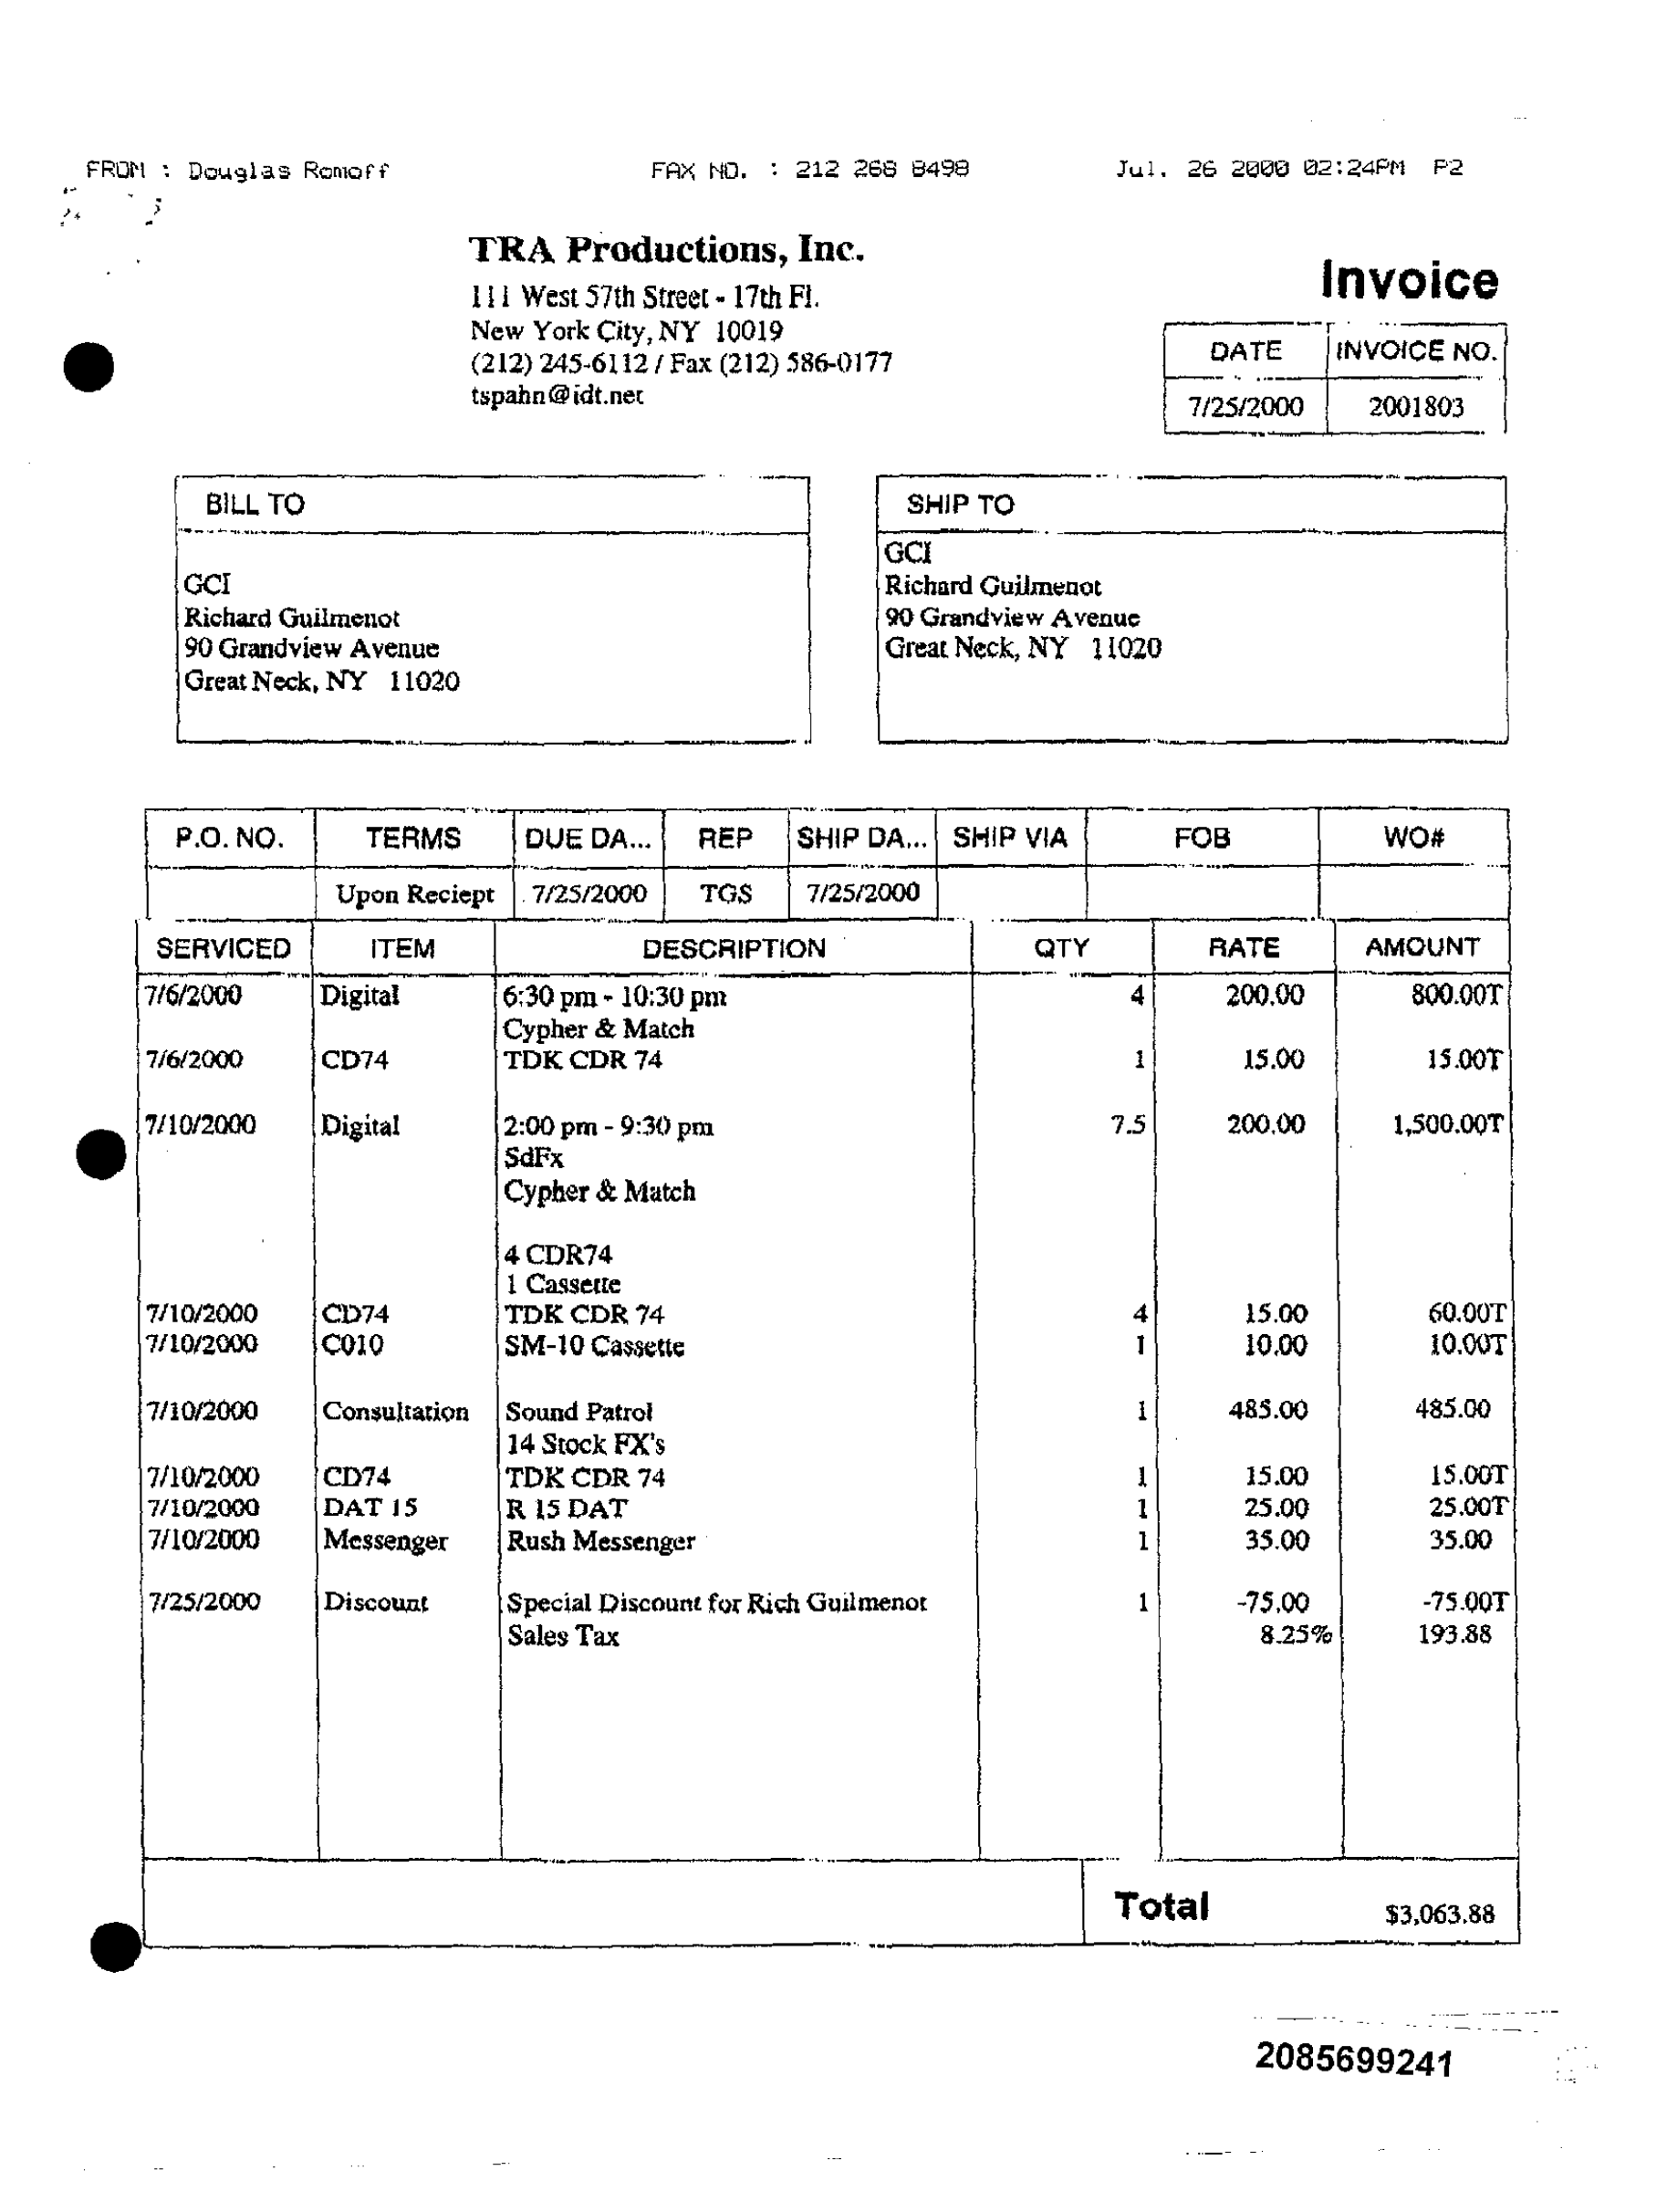 FROM : Douglas Romoff FAX NO. : 212 268 8498 Jul. 26 2000 02:24PM P2
TRA Productions, Inc.
111 West 57th Street - 17th Fl.
New York City, NY 10019
(212) 245-6112 / Fax (212) 586-0177
tspahn@idt.net
Invoice
DATE INVOICE NO.
7/25/2000 2001803
BILL TO
GCI
Richard Guilmenot
90 Grandview Avenue
Great Neck, NY 11020
SHIP TO
GCI
Richard Guilmenot
90 Grandview Avenue
Great Neck, NY 11020
P.O. NO. TERMS DUE DA... REP SHIP DA... SHIP VIA FOB WO#
Upon Reciept 7/25/2000 TGS 7/25/2000
SERVICED ITEM DESCRIPTION QTY RATE AMOUNT
7/6/2000 Digital 6:30 pm - 10:30 pm 4 200.00 800.00T
Cypher & Match
7/6/2000 CD74 TDK CDR 74 1 15.00 15.00T
7/10/2000 Digital 2:00 pm - 9:30 pm 7.5 200.00 1,500.00T
SdFx
Cypher & Match
4 CDR74
1 Cassette
7/10/2000 CD74 TDK CDR 74 4 15.00 60.00T
7/10/2000 C010 SM-10 Cassette 1 10.00 10.00T
7/10/2000 Consultation Sound Patrol 1 485.00 485.00
14 Stock FX's
7/10/2000 CD74 TDK CDR 74 1 15.00 15.00T
7/10/2000 DAT 15 R 15 DAT 1 25.00 25.00T
7/10/2000 Messenger Rush Messenger 1 35.00 35.00
7/25/2000 Discount Special Discount for Rich Guilmenot 1 -75.00 -75.00T
Sales Tax 8.25% 193.88
Total $3,063.88
2085699241